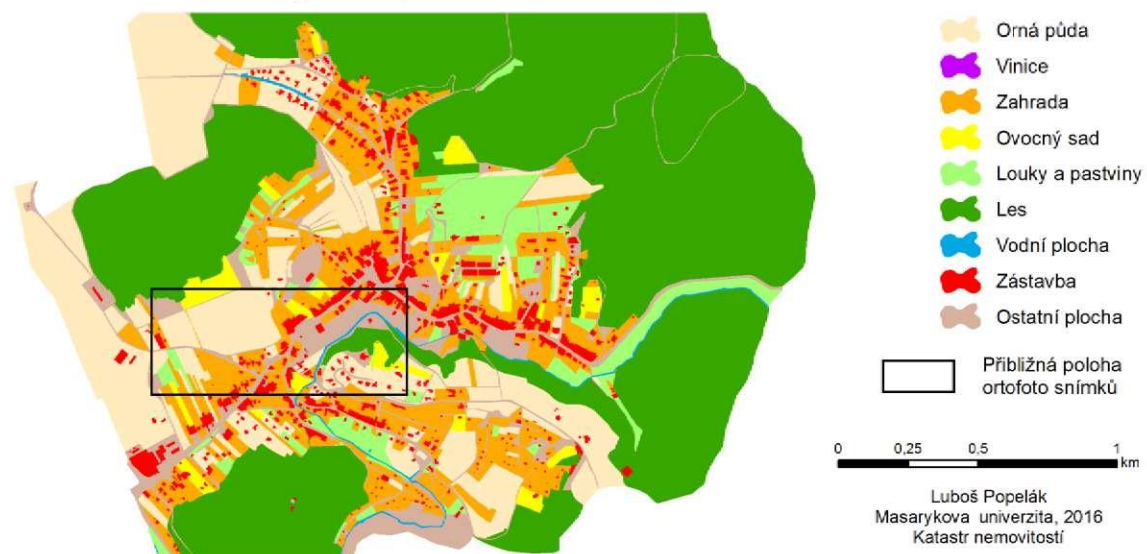 Orná půda
Vinice
Zahrada
Ovocný sad
Louky a pastviny
Les
Vodní plocha
Zástavba
Ostatní plocha
Přibližná poloha
ortofoto snímků
0 0,25 0,5 1
km
Luboš Popelák
Masarykova univerzita, 2016
Katastr nemovitostí